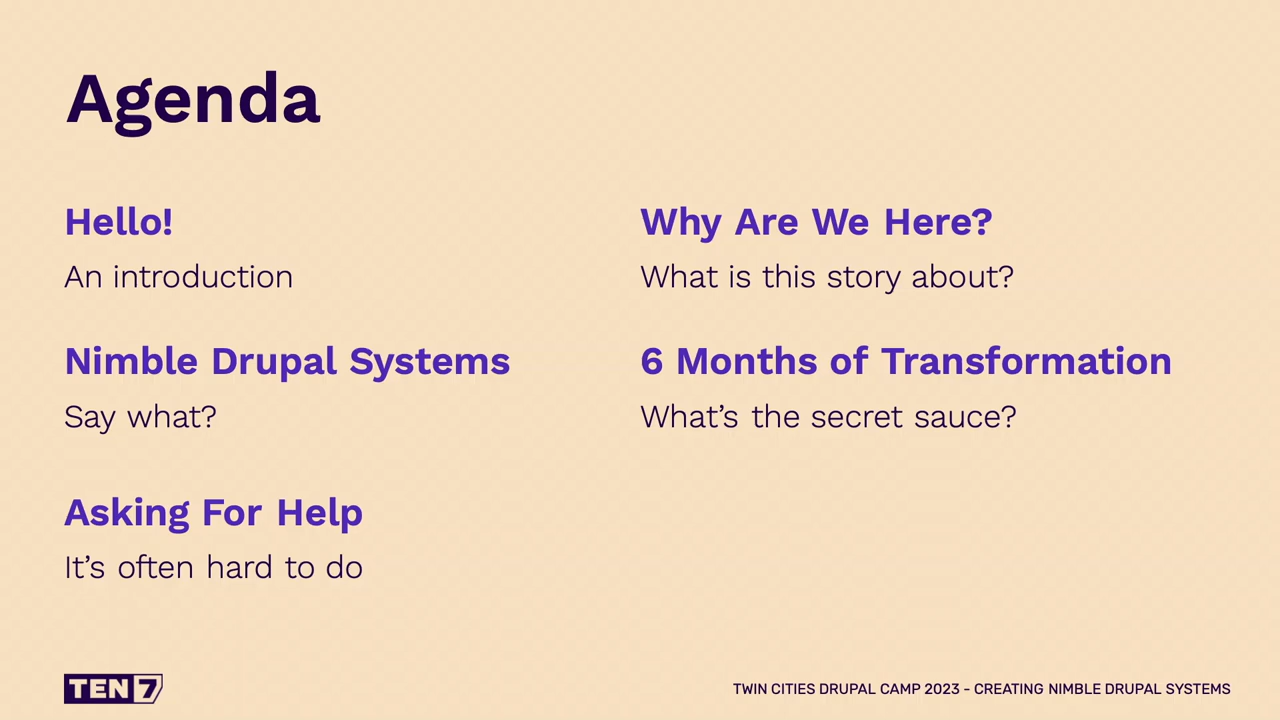 Agenda
Hello!
An introduction
Why Are We Here?
What is this story about?
Nimble Drupal Systems
Say what?
6 Months of Transformation
What’s the secret sauce?
Asking For Help
It’s often hard to do
TEN7
TWIN CITIES DRUPAL CAMP 2023 - CREATING NIMBLE DRUPAL SYSTEMS